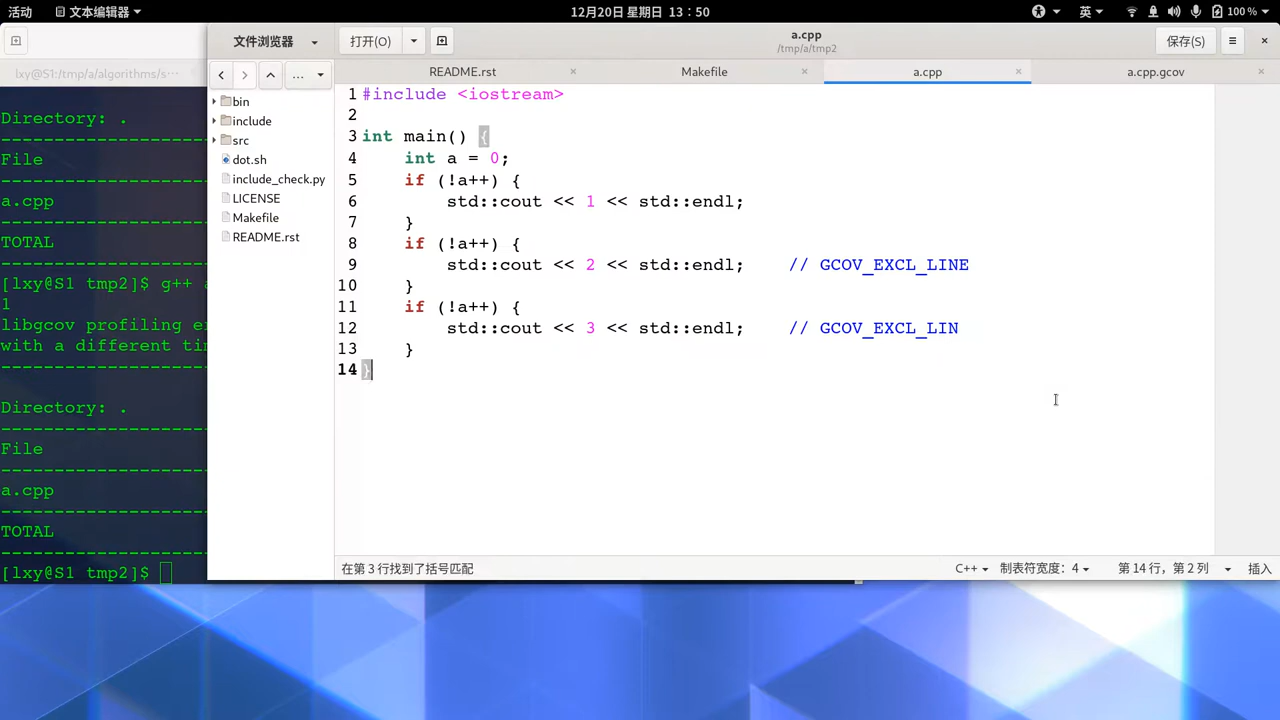 活动 文本编辑器 12月20日 星期日 13：50 英 100 %
文件浏览器 打开(O) a.cpp 保存(S)
/tmp/a/tmp2
lxy@S1:/tmp/a/algorithms/s⋯
README.rst Makefile a.cpp a.cpp.gcov
Directory: .
File
a.cpp
TOTAL
[lxy@S1 tmp2]$ g++ a
1
libgcov profiling er
with a different tim
Directory: .
File
a.cpp
TOTAL
[lxy@S1 tmp2]$
bin
include
src
dot.sh
include_check.py
LICENSE
Makefile
README.rst
1 #include <iostream>
2
3 int main() {
4     int a = 0;
5     if (!a++) {
6         std::cout << 1 << std::endl;
7     }
8     if (!a++) {
9         std::cout << 2 << std::endl;    // GCOV_EXCL_LINE
10     }
11     if (!a++) {
12         std::cout << 3 << std::endl;    // GCOV_EXCL_LIN
13     }
14 }
在第 3 行找到了括号匹配 C++ 制表符宽度：4 第 14 行，第 2 列 插入